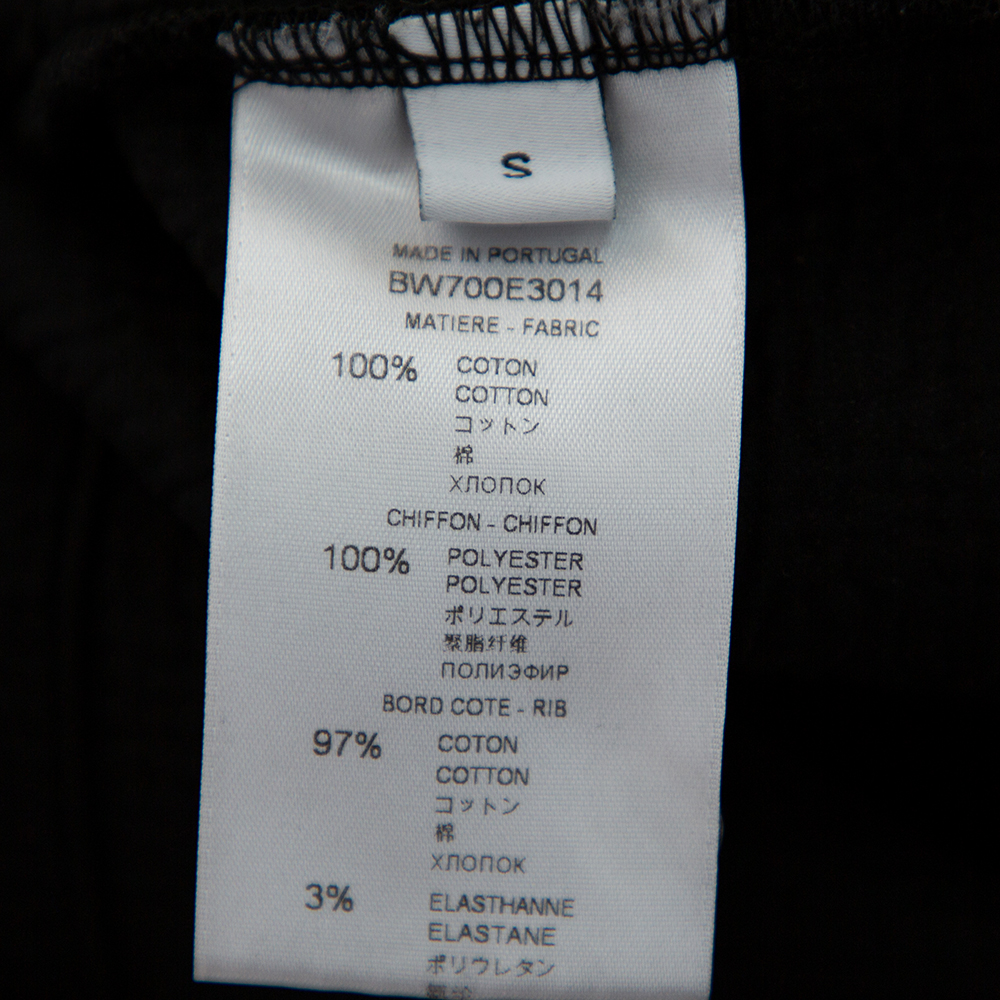 S
MADE IN PORTUGAL
BW700E3014
MATIERE - FABRIC
100% COTON
COTTON
コットン
棉
ХЛОПОК
CHIFFON - CHIFFON
100% POLYESTER
POLYESTER
ポリエステル
聚脂纤维
ПОЛИЭФИР
BORD COTE - RIB
97% COTON
COTTON
コットン
棉
ХЛОПОК
3% ELASTHANNE
ELASTANE
ポリウレタン